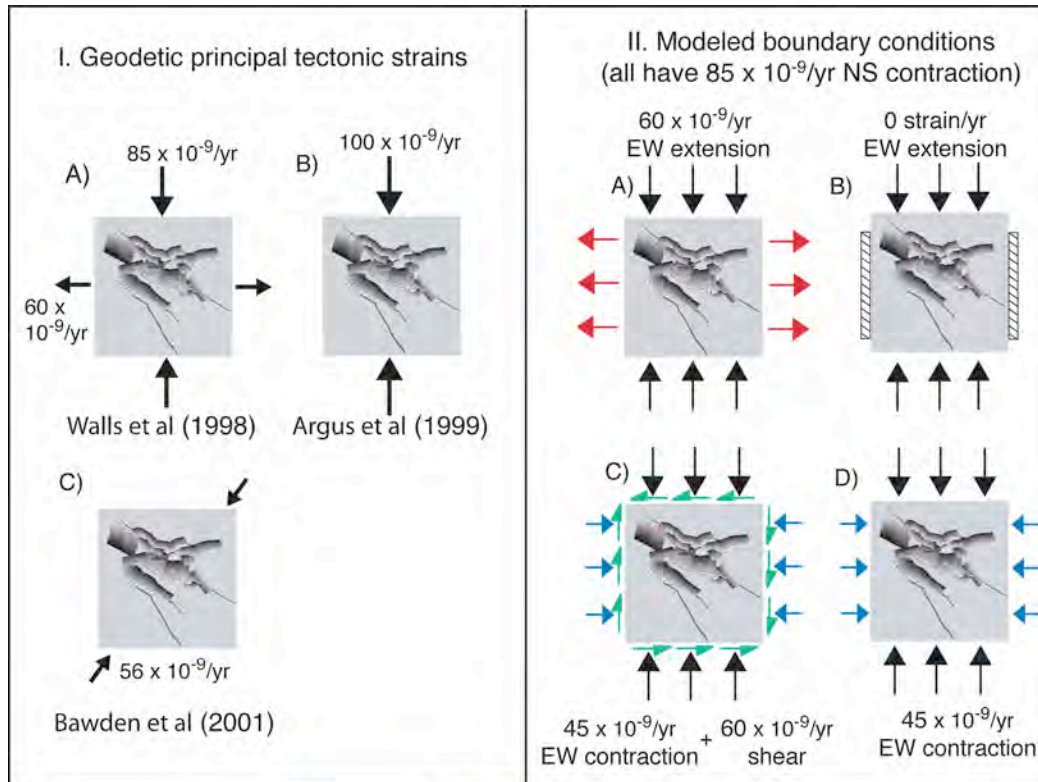 I. Geodetic principal tectonic strains
A)
85 x 10⁻⁹/yr
B)
100 x 10⁻⁹/yr
60 x
10⁻⁹/yr
Walls et al (1998)
Argus et al (1999)
C)
56 x 10⁻⁹/yr
Bawden et al (2001)
II. Modeled boundary conditions
(all have 85 x 10⁻⁹/yr NS contraction)
60 x 10⁻⁹/yr
EW extension
A)
0 strain/yr
EW extension
B)
C)
45 x 10⁻⁹/yr
EW contraction
+
60 x 10⁻⁹/yr
shear
D)
45 x 10⁻⁹/yr
EW contraction